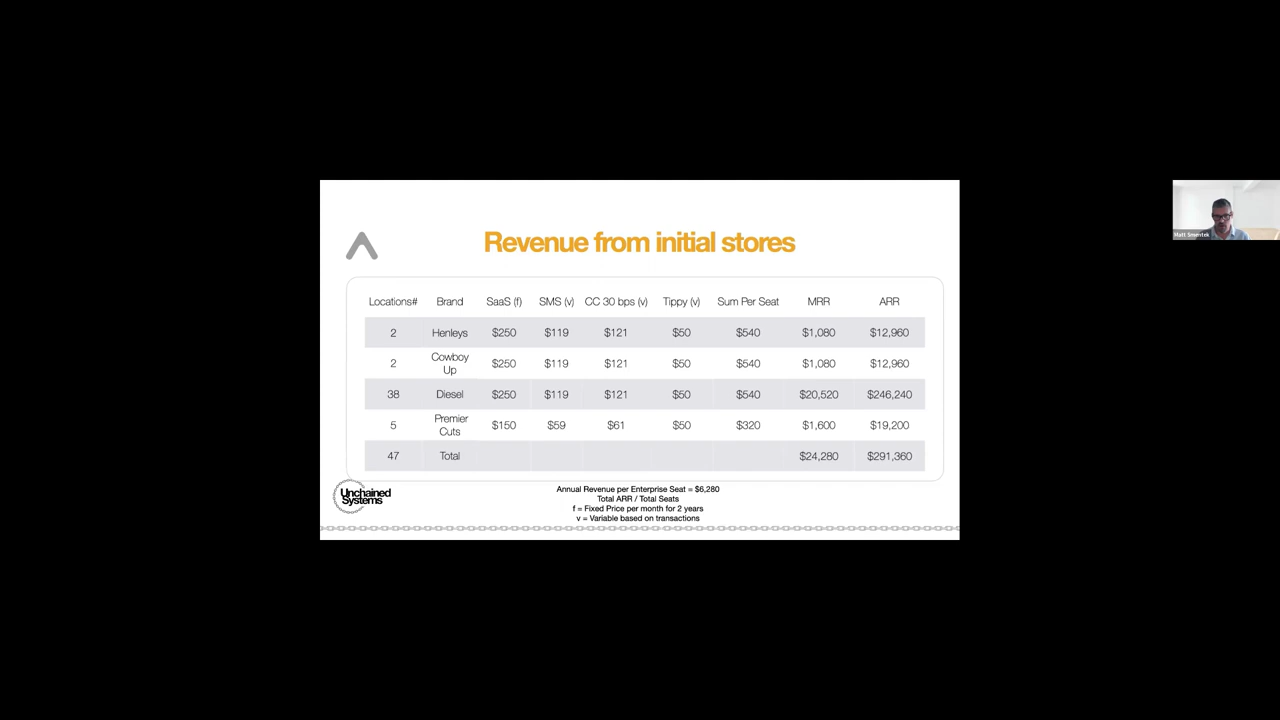 Revenue from initial stores
Locations# Brand SaaS (f) SMS (v) CC 30 bps (v) Tippy (v) Sum Per Seat MRR ARR
2 Henleys $250 $119 $121 $50 $540 $1,080 $12,960
2 Cowboy Up $250 $119 $121 $50 $540 $1,080 $12,960
38 Diesel $250 $119 $121 $50 $540 $20,520 $246,240
5 Premier Cuts $150 $59 $61 $50 $320 $1,600 $19,200
47 Total $24,280 $291,360
Unchained
Systems
Annual Revenue per Enterprise Seat = $6,280
Total ARR / Total Seats
f = Fixed Price per month for 2 years
v = Variable based on transactions
Matt Smentek